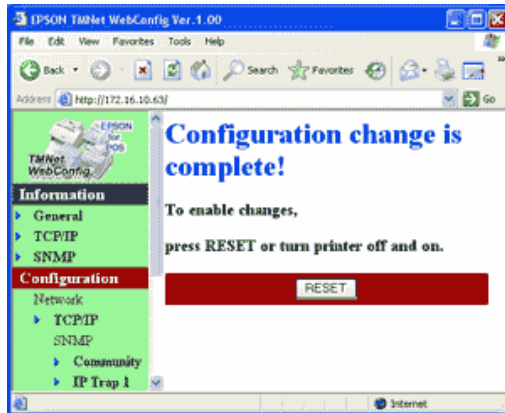 EPSON TMNet WebConfig Ver.1.00
File Edit View Favorites Tools Help
Back Search Favorites
Address http://172.16.10.63/ Go
EPSON
for
POS
TMNet
WebConfig
Information
General
TCP/IP
SNMP
Configuration
Network
TCP/IP
SNMP
Community
IP Trap 1
Configuration change is
complete!
To enable changes,
press RESET or turn printer off and on.
RESET
Internet